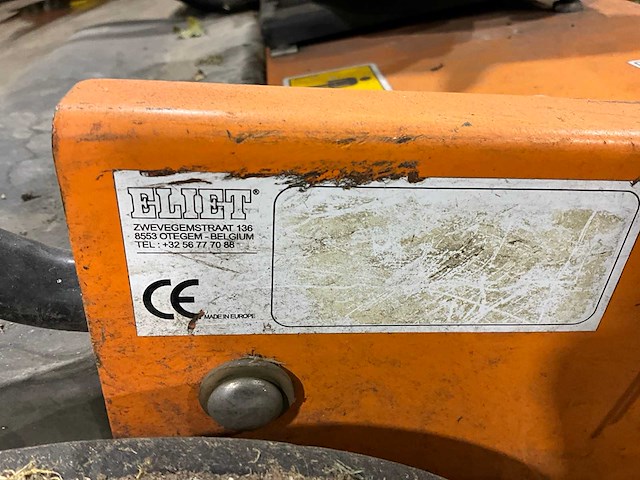 ELIET®
ZWEVEGEMSTRAAT 136
8553 OTEGEM - BELGIUM
TEL : +32 56 77 70 88
CE
MADE IN EUROPE